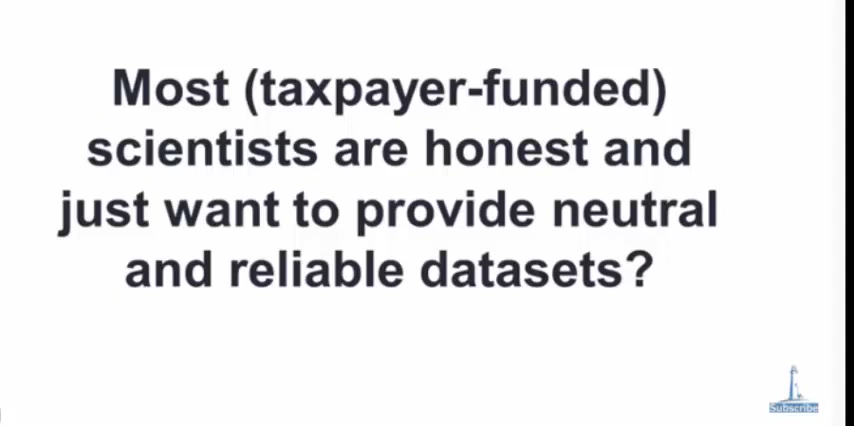 Most (taxpayer-funded)
scientists are honest and
just want to provide neutral
and reliable datasets?
Subscribe